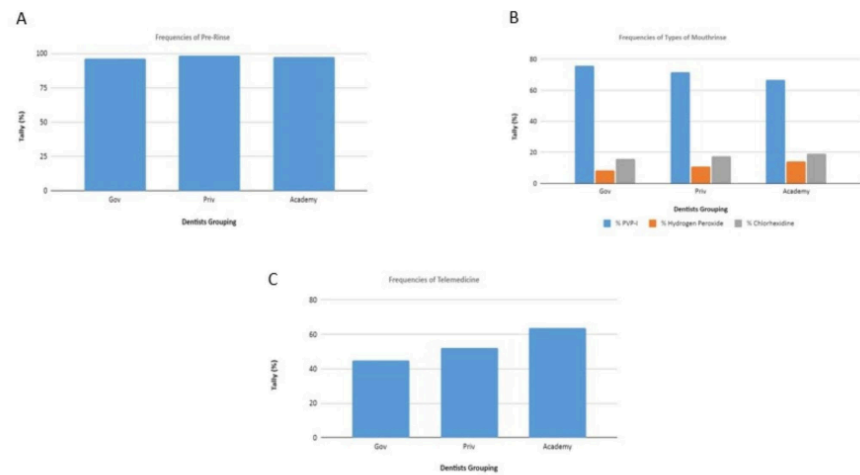 A
Frequencies of Pre-Rinse
100
75
50
25
0
Tally (%)
Gov Priv Academy
Dentists Grouping
B
Frequencies of Types of Mouthrinse
80
60
40
20
0
Tally (%)
Gov Priv Academy
Dentists Grouping
% PVP-I % Hydrogen Peroxide % Chlorhexidine
C
Frequencies of Telemedicine
80
60
40
20
0
Tally (%)
Gov Priv Academy
Dentists Grouping